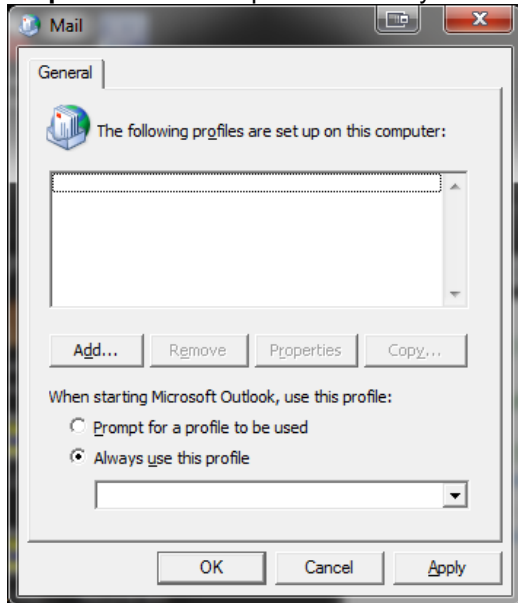 Mail
General
The following profiles are set up on this computer:
Add...
Remove
Properties
Copy...
When starting Microsoft Outlook, use this profile:
Prompt for a profile to be used
Always use this profile
OK
Cancel
Apply